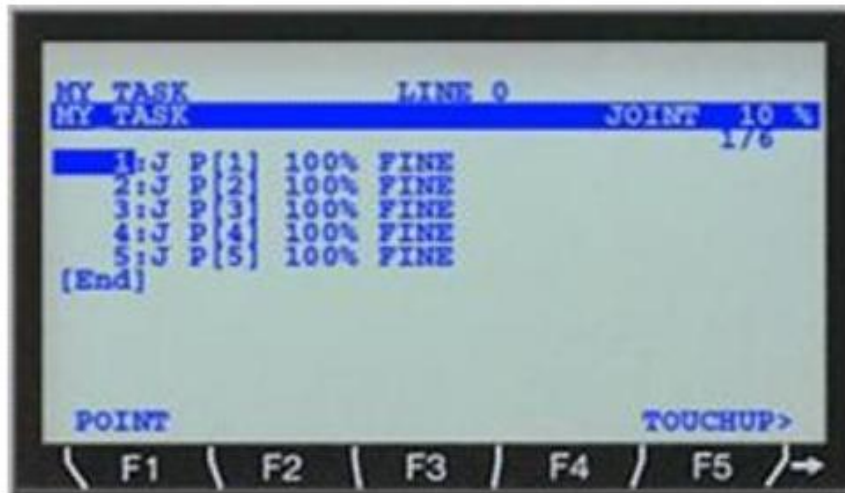 MY TASK LINE 0
MY TASK JOINT 10 %
1/6
1:J P[1] 100% FINE
2:J P[2] 100% FINE
3:J P[3] 100% FINE
4:J P[4] 100% FINE
5:J P[5] 100% FINE
[End]
POINT TOUCHUP>
F1 F2 F3 F4 F5 →